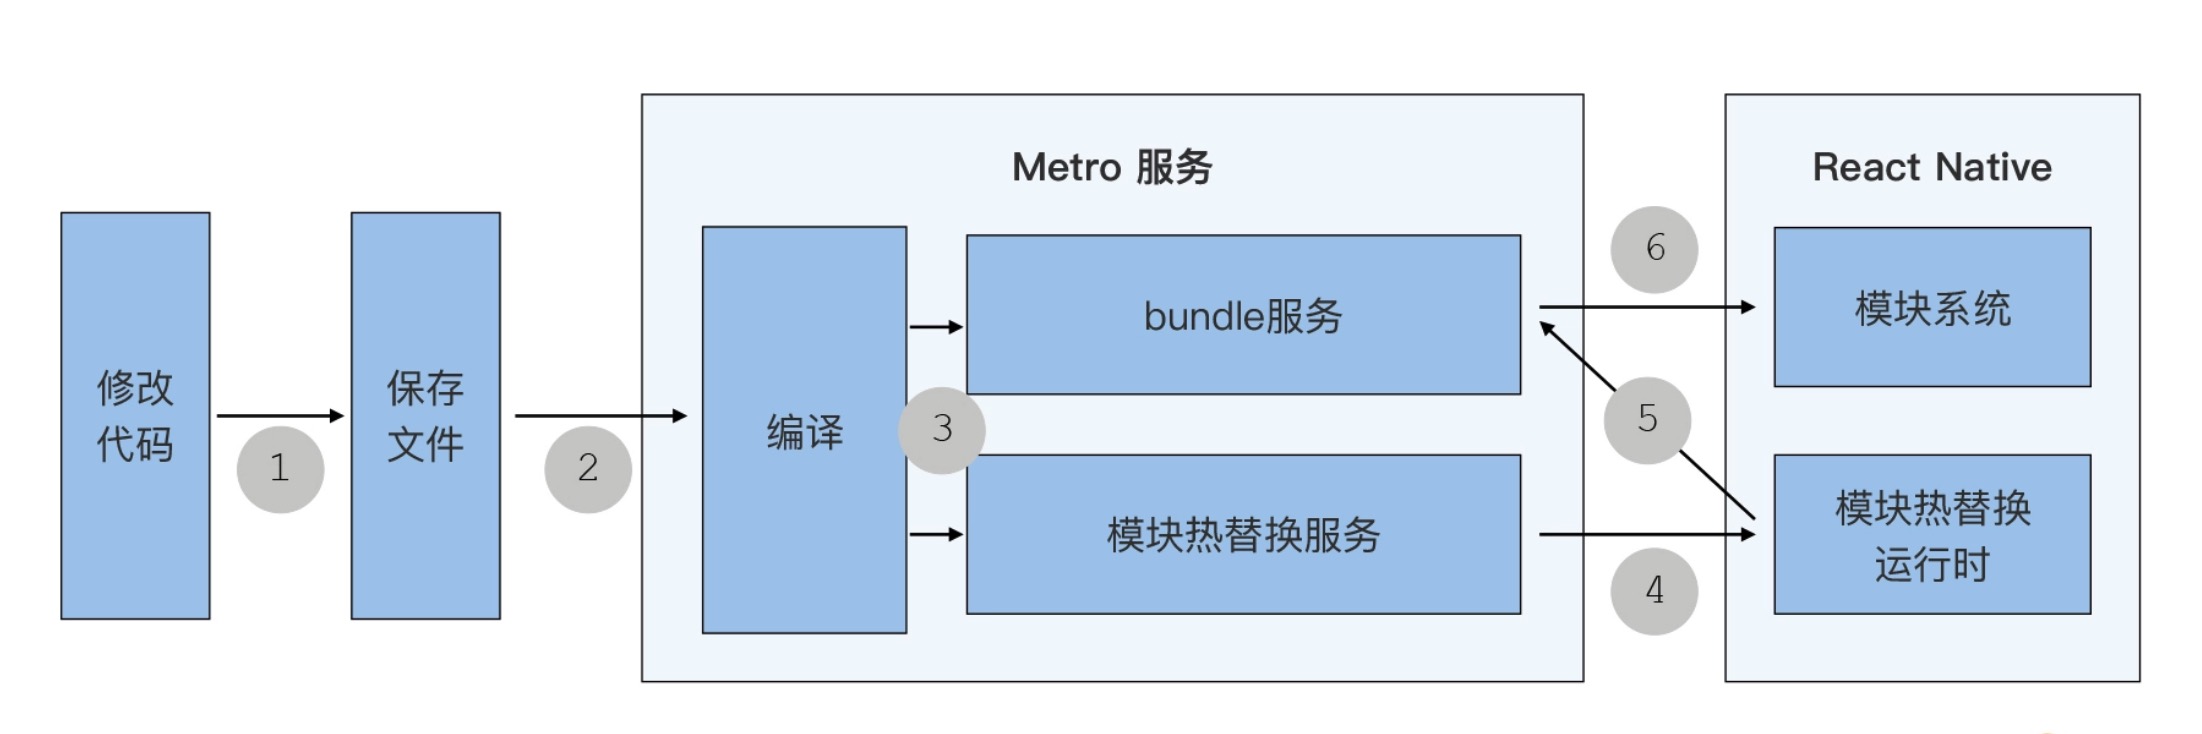 Metro 服务
React Native
修改
代码
1
保存
文件
2
编译
3
bundle服务
模块热替换服务
6
5
4
模块系统
模块热替换
运行时